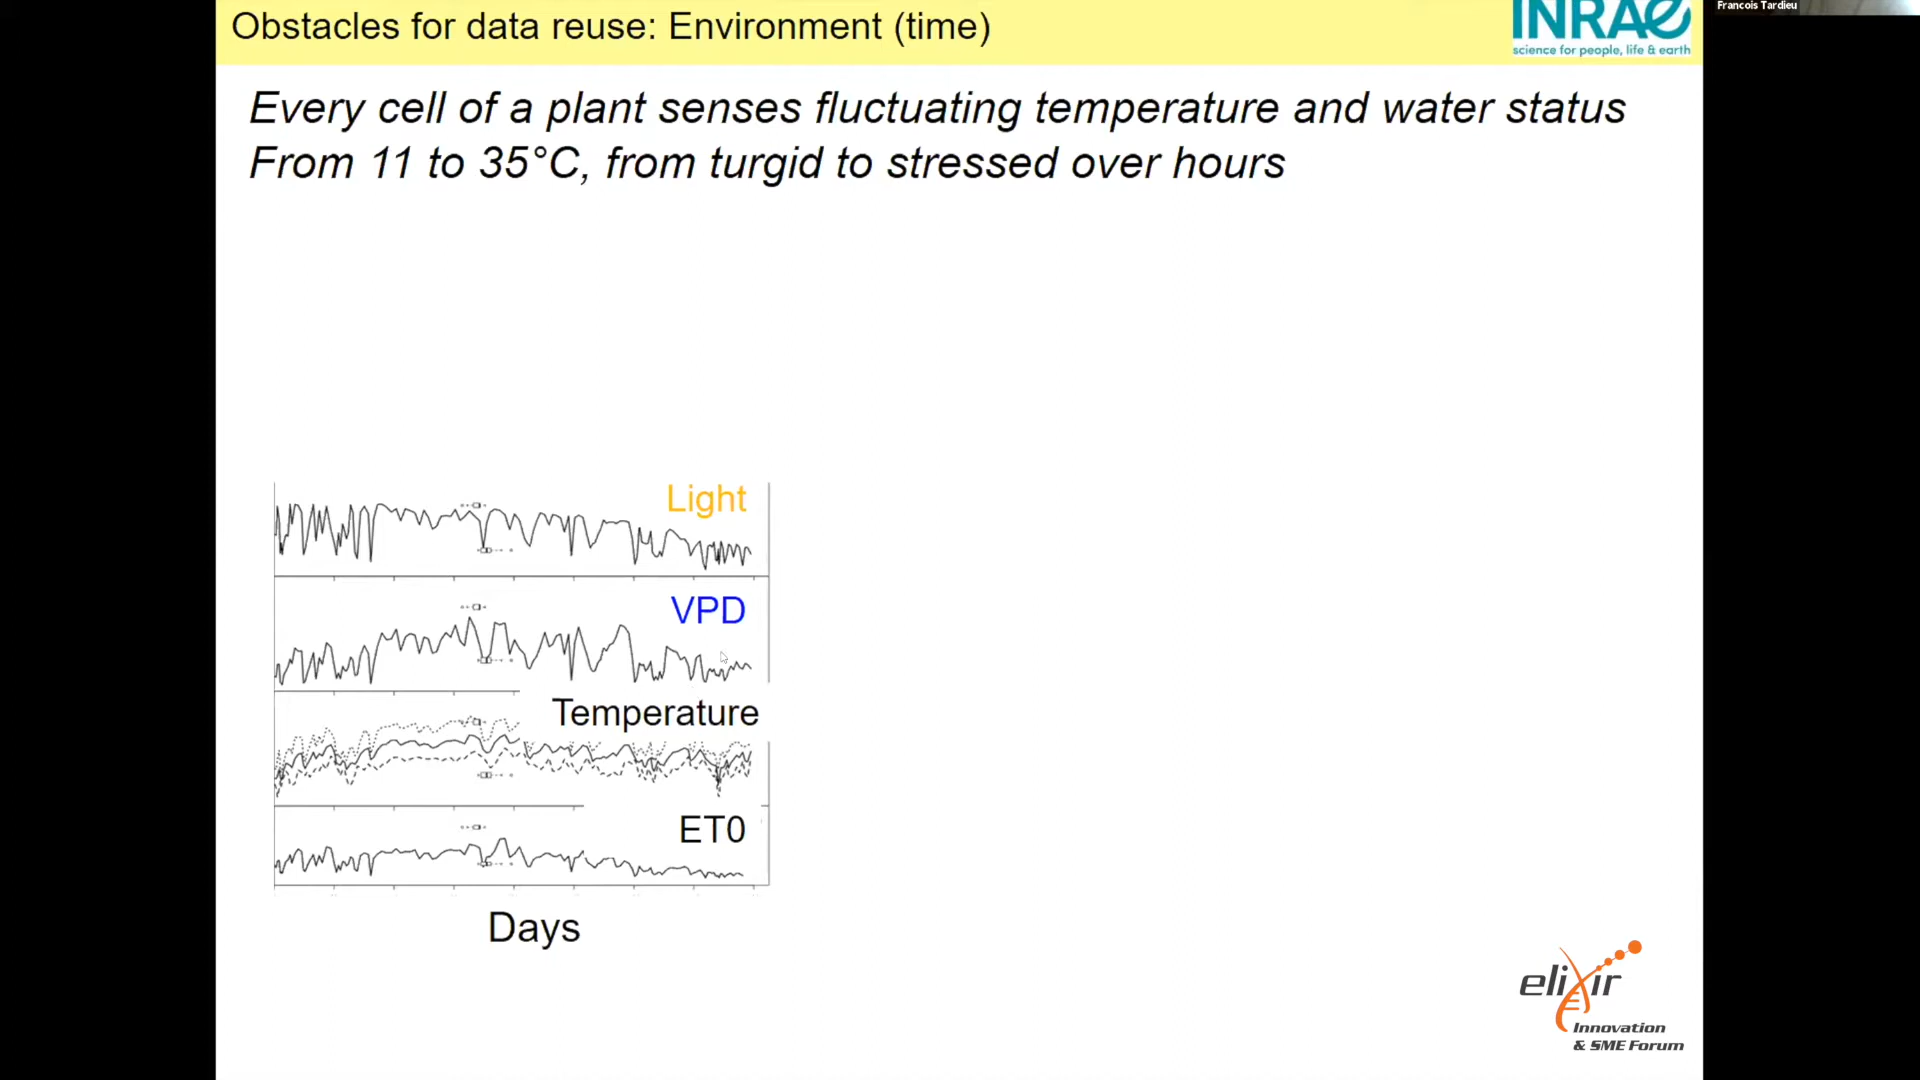 Obstacles for data reuse: Environment (time)
INRAE
science for people, life & earth
Francois Tardieu
Every cell of a plant senses fluctuating temperature and water status
From 11 to 35°C, from turgid to stressed over hours
Light
VPD
Temperature
ET0
Days
elixir
Innovation
& SME Forum